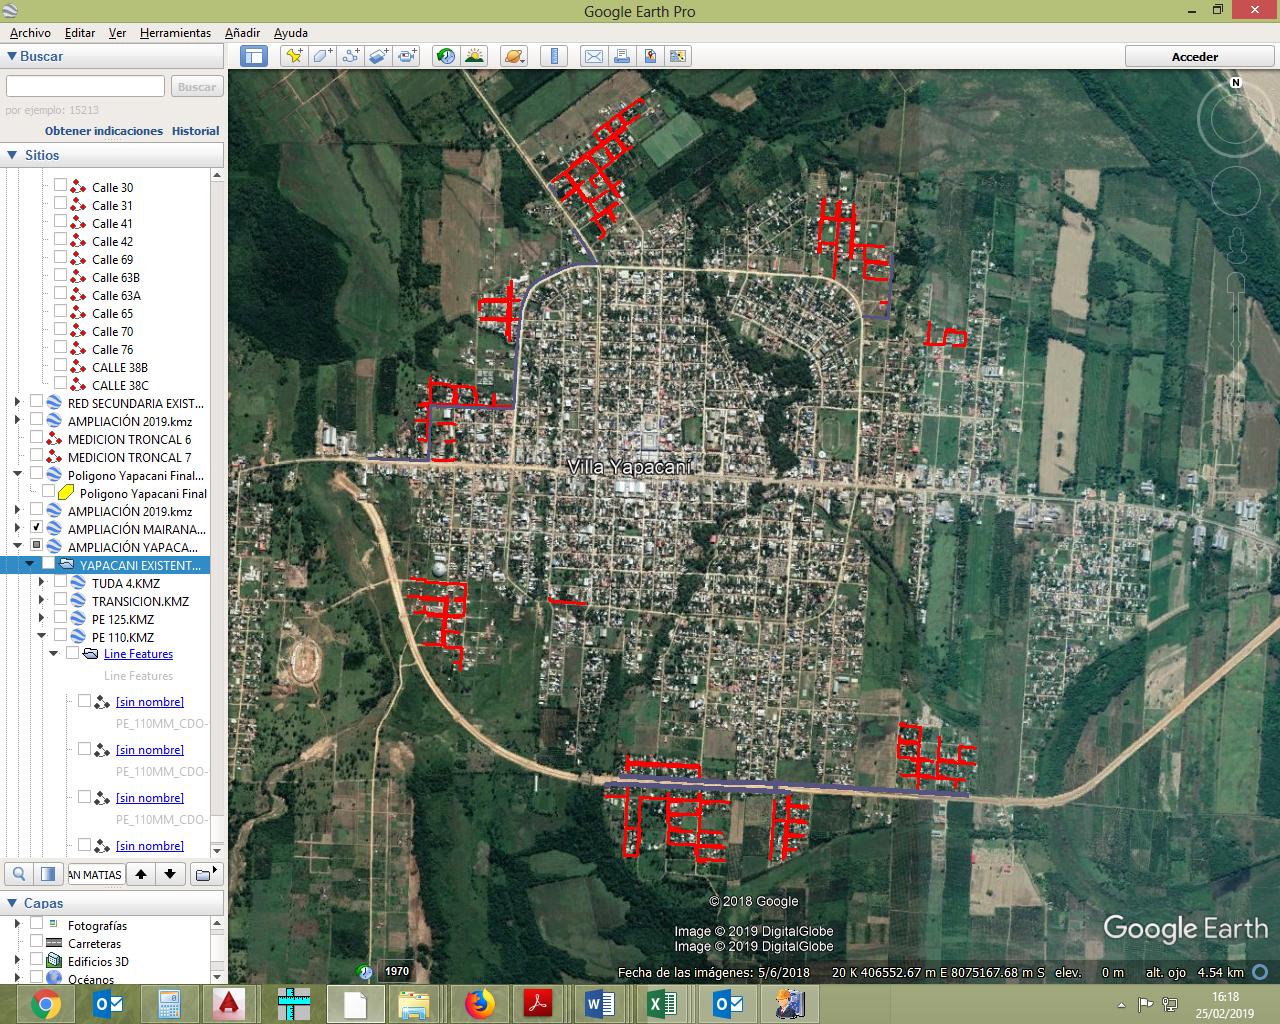 Google Earth Pro
Archivo Editar Ver Herramientas Añadir Ayuda
Buscar
Buscar
por ejemplo: 15213
Obtener indicaciones Historial
Sitios
Calle 30
Calle 31
Calle 41
Calle 42
Calle 69
Calle 63B
Calle 63A
Calle 65
Calle 70
Calle 76
CALLE 38B
CALLE 38C
RED SECUNDARIA EXIST...
AMPLIACIÓN 2019.kmz
MEDICION TRONCAL 6
MEDICION TRONCAL 7
Poligono Yapacani Final...
Poligono Yapacani Final
AMPLIACIÓN 2019.kmz
AMPLIACIÓN MAIRANA...
AMPLIACIÓN YAPACA...
YAPACANI EXISTENT...
TUDA 4.KMZ
TRANSICION.KMZ
PE 125.KMZ
PE 110.KMZ
Line Features
Line Features
[sin nombre]
PE_110MM_CDO-
[sin nombre]
PE_110MM_CDO-
[sin nombre]
PE_110MM_CDO-
[sin nombre]
AN MATIAS
Capas
Fotografías
Carreteras
Edificios 3D
Océanos
Acceder
N
Villa Yapacaní
© 2018 Google
Image © 2019 DigitalGlobe
Image © 2019 DigitalGlobe
Google Earth
1970
Fecha de las imágenes: 5/6/2018 20 K 406552.67 m E 8075167.68 m S elev. 0 m alt. ojo 4.54 km
16:18
25/02/2019